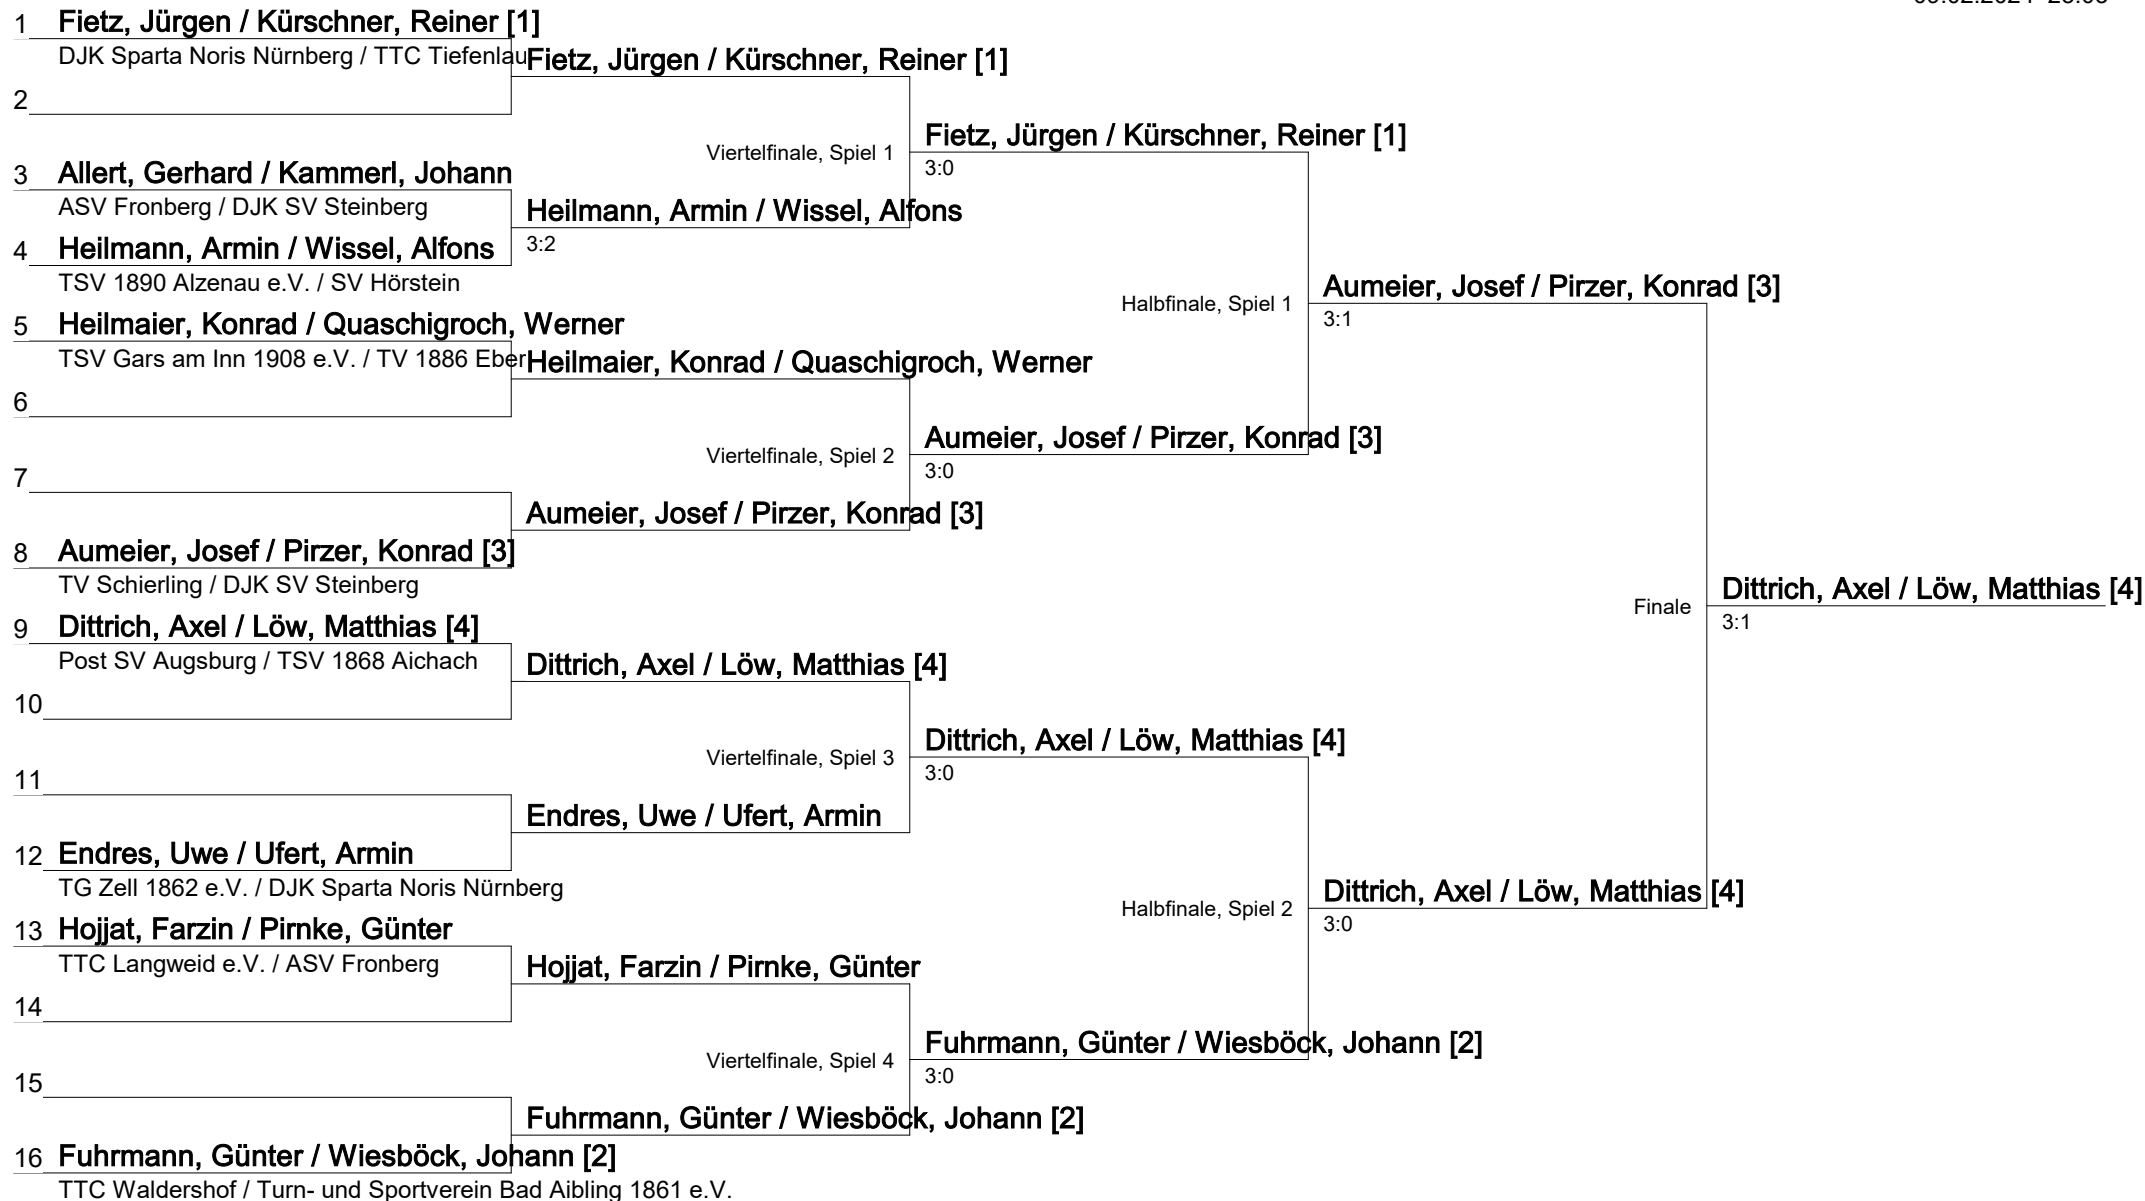 1 Fietz, Jürgen / Kürschner, Reiner [1]
DJK Sparta Noris Nürnberg / TTC Tiefenlau
Fietz, Jürgen / Kürschner, Reiner [1]
2
Viertelfinale, Spiel 1
Fietz, Jürgen / Kürschner, Reiner [1]
3:0
3 Allert, Gerhard / Kammerl, Johann
ASV Fronberg / DJK SV Steinberg
Heilmann, Armin / Wissel, Alfons
3:2
4 Heilmann, Armin / Wissel, Alfons
TSV 1890 Alzenau e.V. / SV Hörstein
Halbfinale, Spiel 1
Aumeier, Josef / Pirzer, Konrad [3]
3:1
5 Heilmaier, Konrad / Quaschigroch, Werner
TSV Gars am Inn 1908 e.V. / TV 1886 Eber
Heilmaier, Konrad / Quaschigroch, Werner
6
Viertelfinale, Spiel 2
Aumeier, Josef / Pirzer, Konrad [3]
3:0
7
Aumeier, Josef / Pirzer, Konrad [3]
8 Aumeier, Josef / Pirzer, Konrad [3]
TV Schierling / DJK SV Steinberg
Finale
Dittrich, Axel / Löw, Matthias [4]
3:1
9 Dittrich, Axel / Löw, Matthias [4]
Post SV Augsburg / TSV 1868 Aichach
Dittrich, Axel / Löw, Matthias [4]
10
Viertelfinale, Spiel 3
Dittrich, Axel / Löw, Matthias [4]
3:0
11
Endres, Uwe / Ufert, Armin
12 Endres, Uwe / Ufert, Armin
TG Zell 1862 e.V. / DJK Sparta Noris Nürnberg
Halbfinale, Spiel 2
Dittrich, Axel / Löw, Matthias [4]
3:0
13 Hojjat, Farzin / Pirnke, Günter
TTC Langweid e.V. / ASV Fronberg
Hojjat, Farzin / Pirnke, Günter
14
Viertelfinale, Spiel 4
Fuhrmann, Günter / Wiesböck, Johann [2]
3:0
15
Fuhrmann, Günter / Wiesböck, Johann [2]
16 Fuhrmann, Günter / Wiesböck, Johann [2]
TTC Waldershof / Turn- und Sportverein Bad Aibling 1861 e.V.